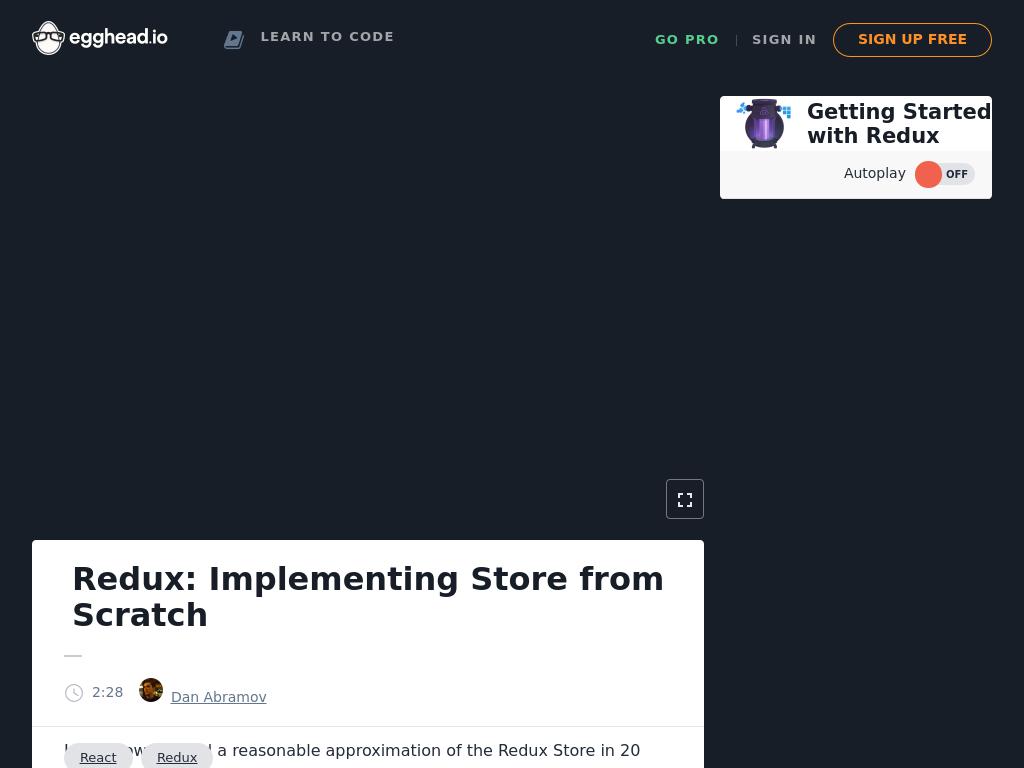 egghead.io
LEARN TO CODE
GO PRO
SIGN IN
SIGN UP FREE
Getting Started
with Redux
Autoplay
OFF
Redux: Implementing Store from
Scratch
2:28
Dan Abramov
a reasonable approximation of the Redux Store in 20
React
Redux